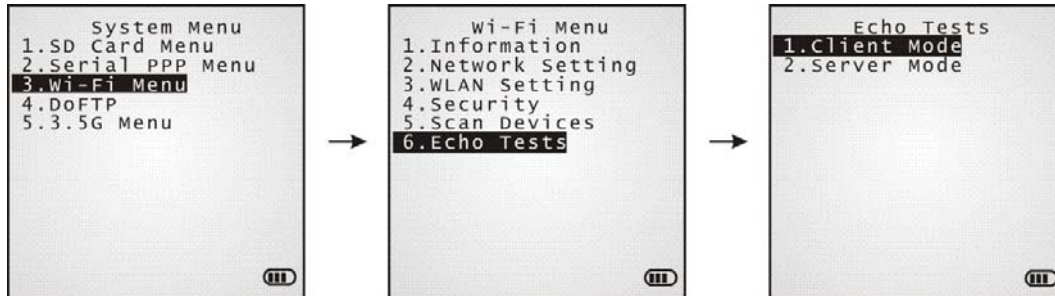 System Menu
1.SD Card Menu
2.Serial PPP Menu
3.Wi-Fi Menu
4.DoFTP
5.3.5G Menu
Wi-Fi Menu
1.Information
2.Network Setting
3.WLAN Setting
4.Security
5.Scan Devices
6.Echo Tests
Echo Tests
1.Client Mode
2.Server Mode